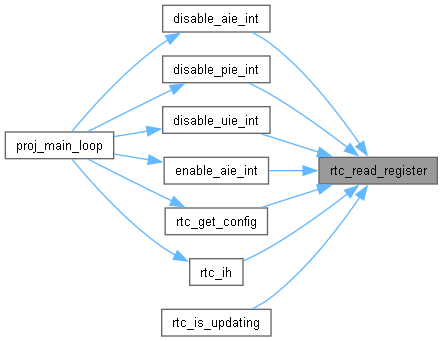 disable_aie_int
disable_pie_int
disable_uie_int
proj_main_loop
enable_aie_int
rtc_read_register
rtc_get_config
rtc_ih
rtc_is_updating